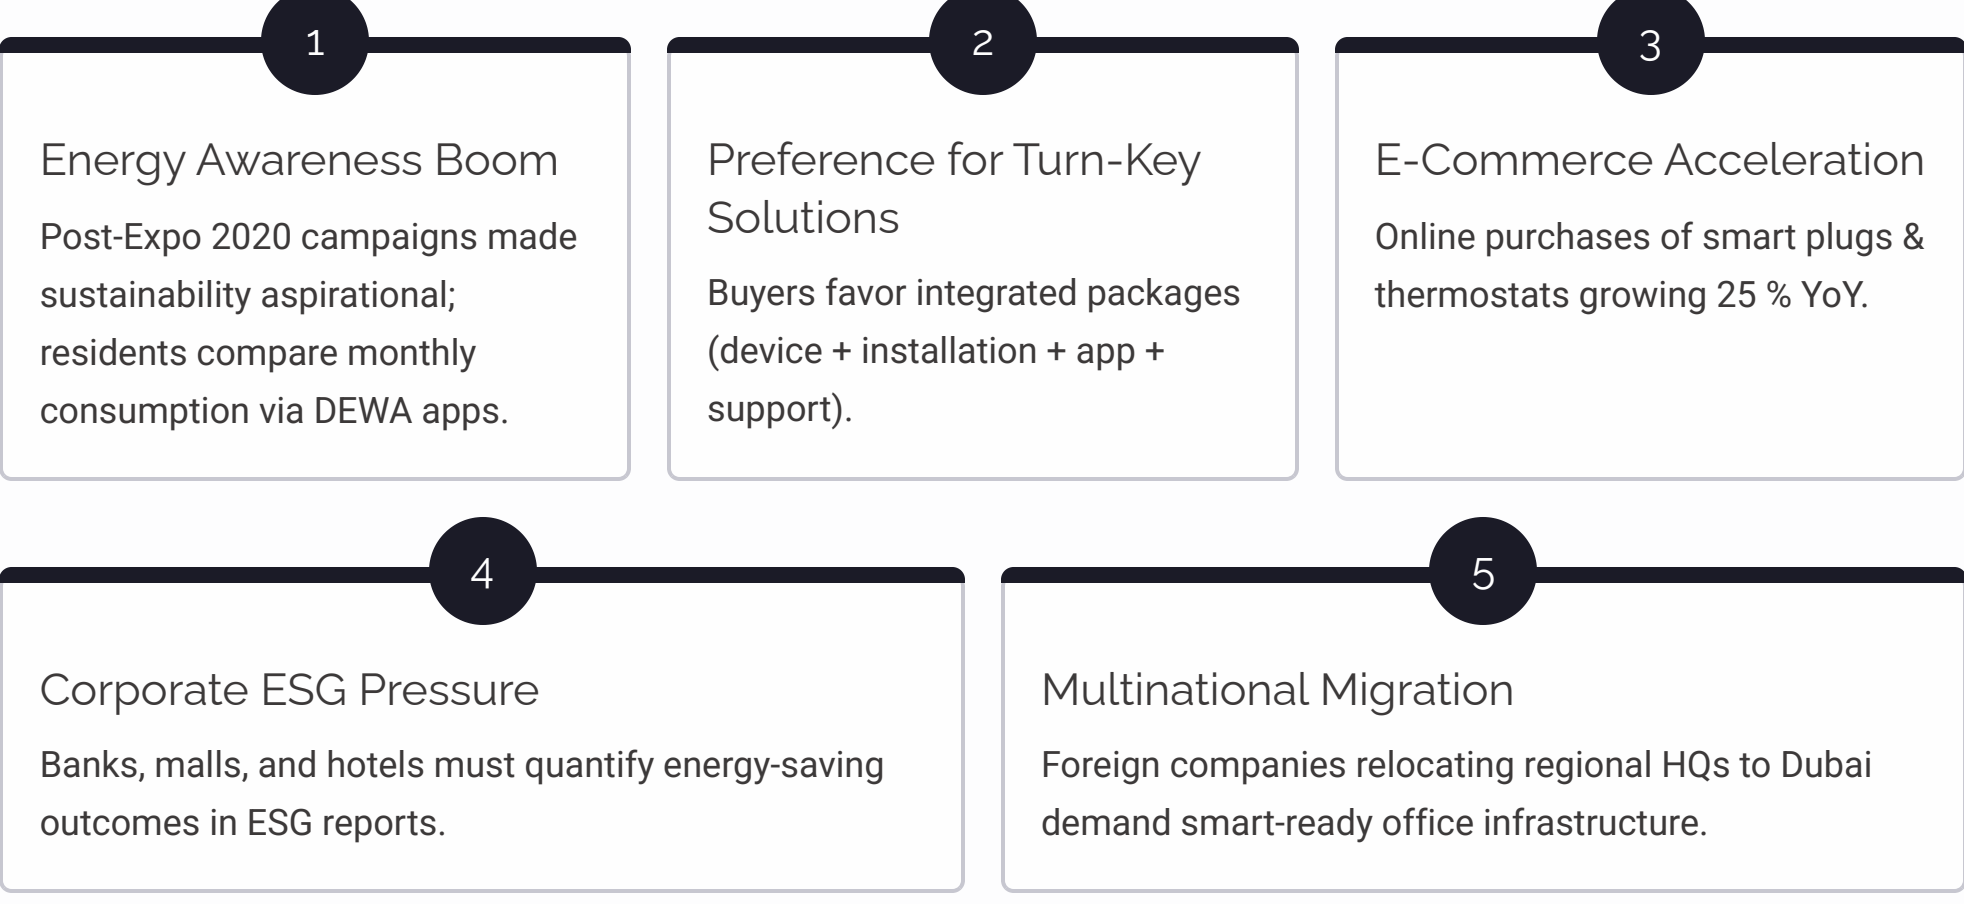 1
Energy Awareness Boom
Post-Expo 2020 campaigns made
sustainability aspirational;
residents compare monthly
consumption via DEWA apps.
2
Preference for Turn-Key
Solutions
Buyers favor integrated packages
(device + installation + app +
support).
3
E-Commerce Acceleration
Online purchases of smart plugs &
thermostats growing 25 % YoY.
4
Corporate ESG Pressure
Banks, malls, and hotels must quantify energy-saving
outcomes in ESG reports.
5
Multinational Migration
Foreign companies relocating regional HQs to Dubai
demand smart-ready office infrastructure.